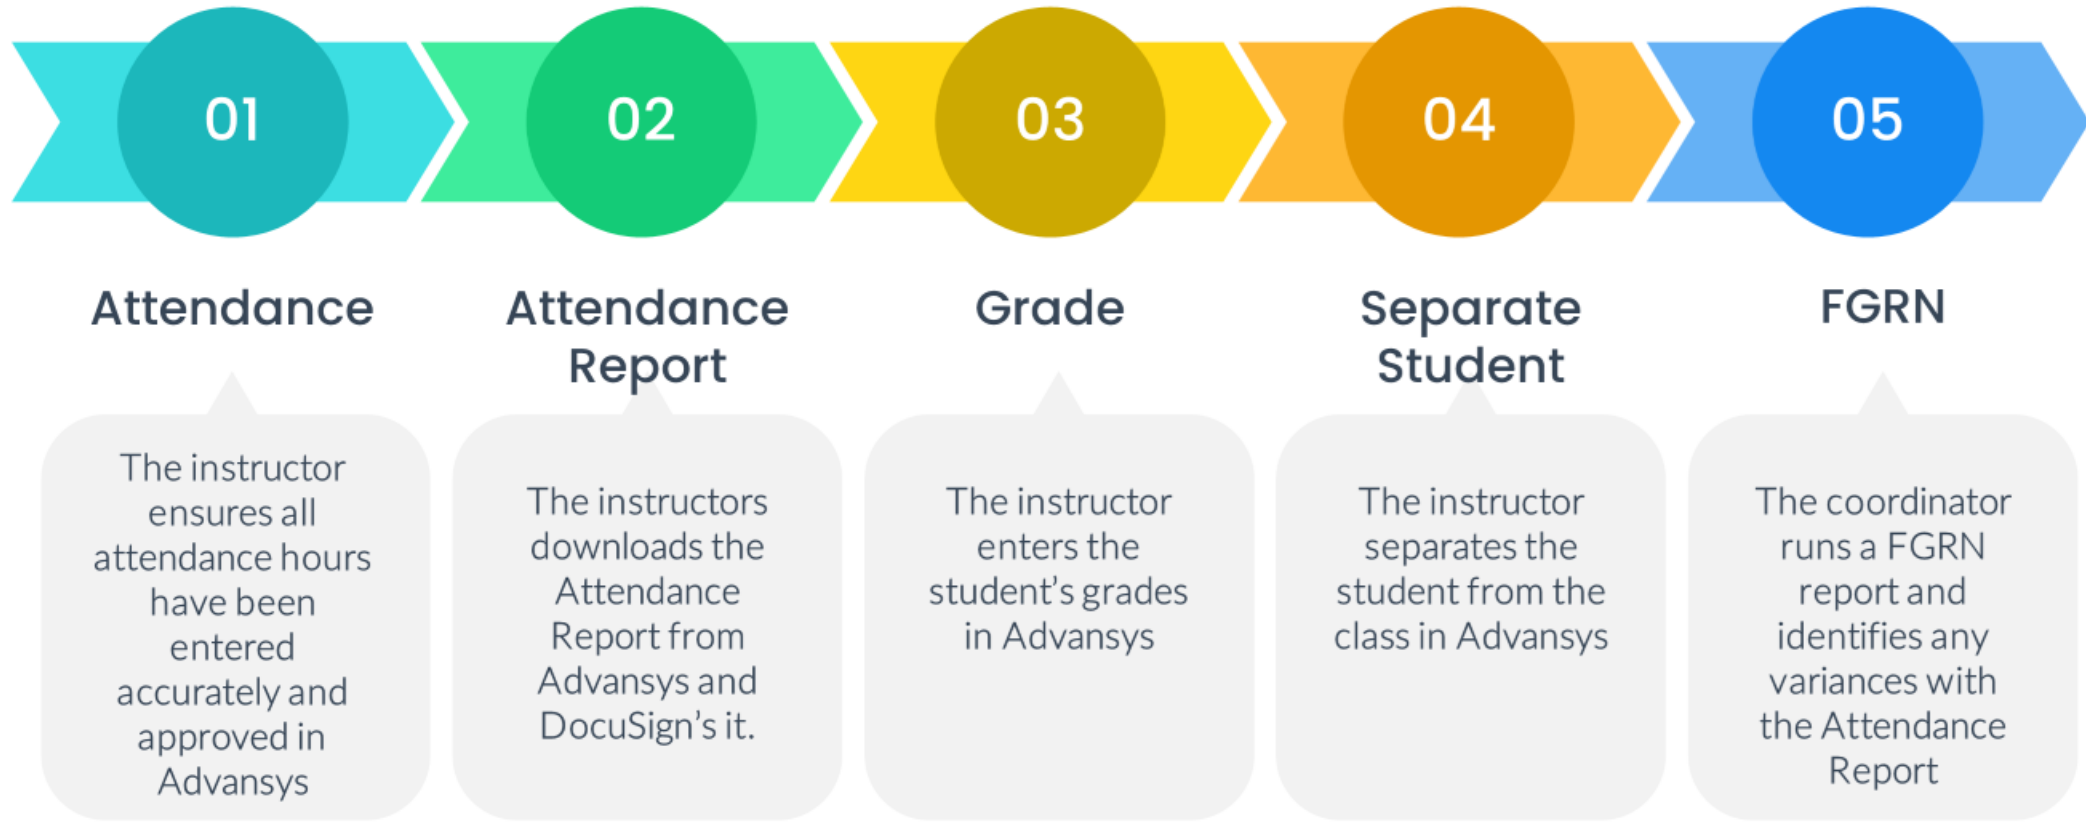 01
02
03
04
05
Attendance
Attendance
Report
Grade
Separate
Student
FGRN
The instructor
ensures all
attendance hours
have been
entered
accurately and
approved in
Advansys
The instructors
downloads the
Attendance
Report from
Advansys and
DocuSign's it.
The instructor
enters the
student's grades
in Advansys
The instructor
separates the
student from the
class in Advansys
The coordinator
runs a FGRN
report and
identifies any
variances with
the Attendance
Report